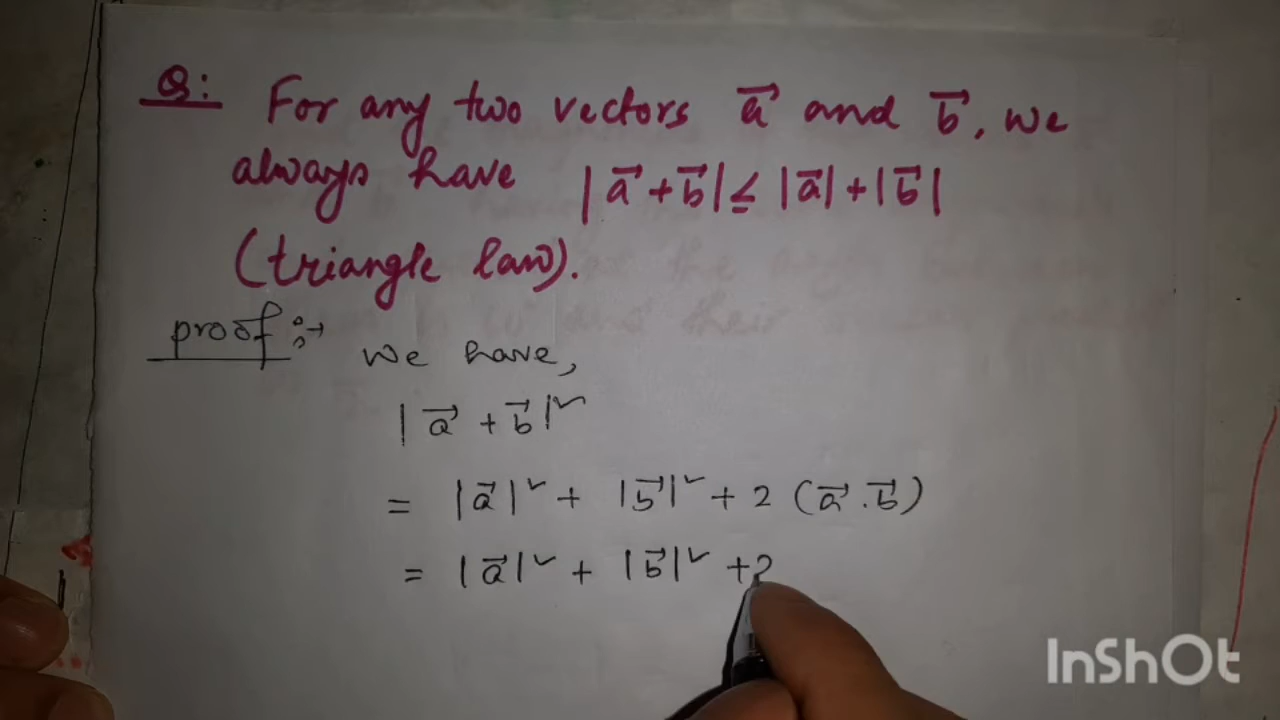 Q: For any two vectors a⃗ and b⃗, we
always have |a⃗ + b⃗| ≤ |a⃗| + |b⃗|
(triangle law).
proof :→ We have,
|a⃗ + b⃗|²
= |a⃗|² + |b⃗|² + 2 (a⃗ . b⃗)
= |a⃗|² + |b⃗|² + 2
InShOt